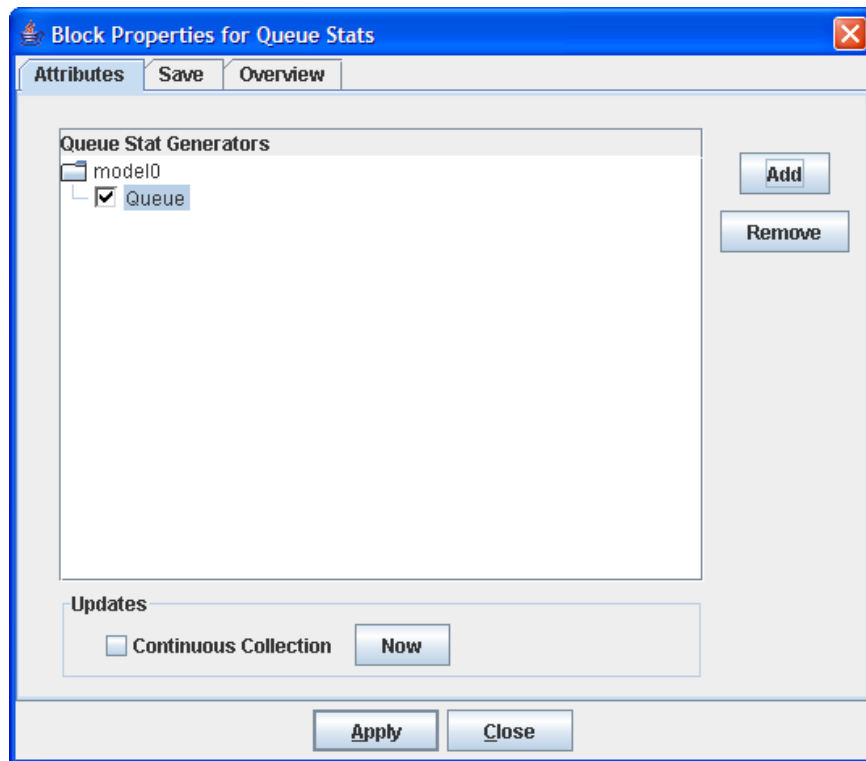 Block Properties for Queue Stats
Attributes Save Overview
Queue Stat Generators
model0
Queue
Add
Remove
Updates
Continuous Collection Now
Apply Close